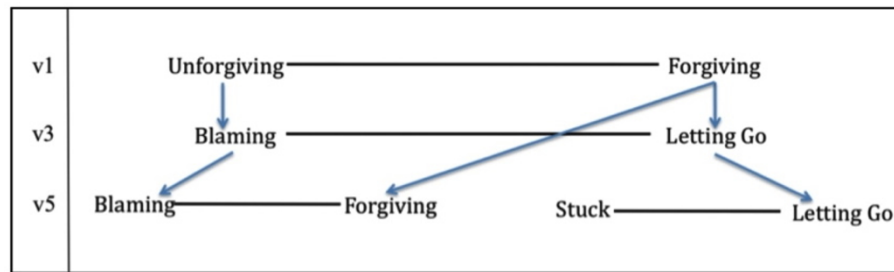 v1 Unforgiving Forgiving
v3 Blaming Letting Go
v5 Blaming Forgiving Stuck Letting Go